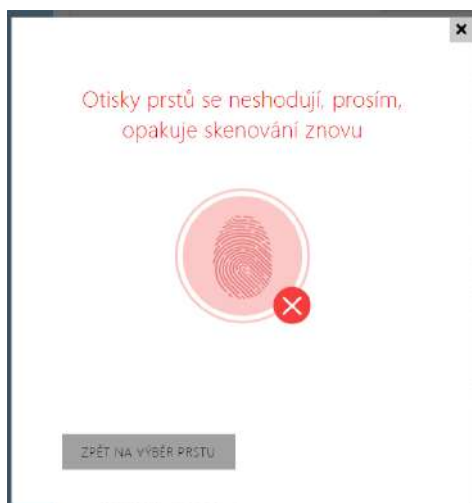 Otisky prstů se neshodují, prosím,
opakuje skenování znovu
ZPĚT NA VÝBĚR PRSTU